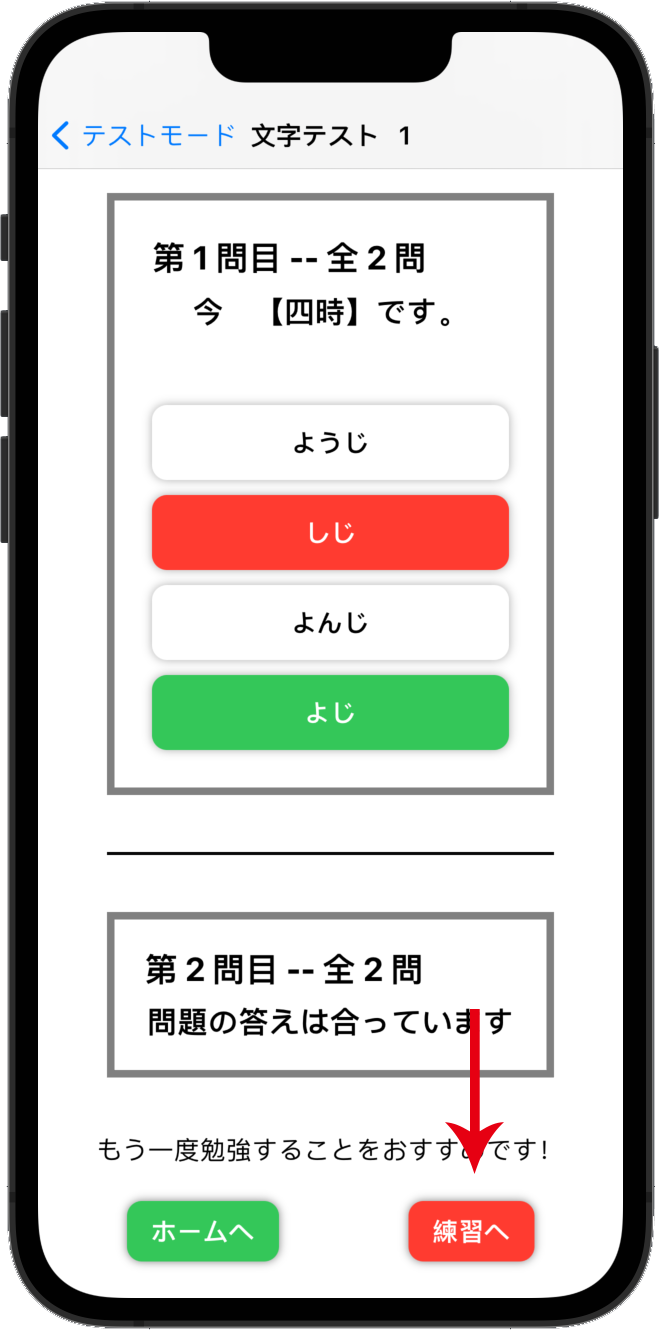 テストモード 文字テスト 1
第1問目 -- 全2問
今 【四時】です。
ようじ
しじ
よんじ
よじ
第2問目 -- 全2問
問題の答えは合っています
もう一度勉強することをおすすめです!
ホームへ 練習へ